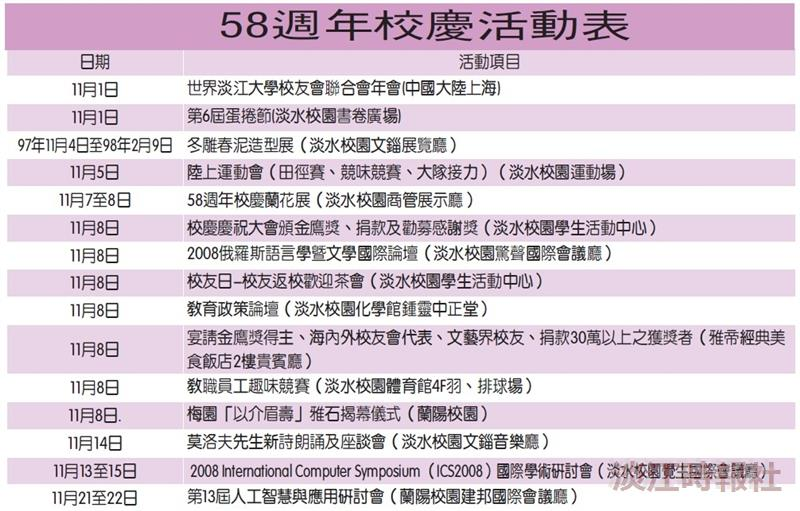 58週年校慶活動表
日期 活動項目
11月1日 世界淡江大學校友會聯合會年會(中國大陸上海)
11月1日 第6屆蛋捲節(淡水校園書卷廣場)
97年11月4日至98年2月9日 冬雕春泥造型展（淡水校園文錙展覽廳）
11月5日 陸上運動會（田徑賽、競味競賽、大隊接力）（淡水校園運動場）
11月7至8日 58週年校慶蘭花展（淡水校園商管展示廳）
11月8日 校慶慶祝大會頒金鷹獎、捐款及勸募感謝獎（淡水校園學生活動中心）
11月8日 2008俄羅斯語言學暨文學國際論壇（淡水校園驚聲國際會議廳）
11月8日 校友日–校友返校歡迎茶會（淡水校園學生活動中心）
11月8日 教育政策論壇（淡水校園化學館鍾靈中正堂）
11月8日 宴請金鷹獎得主、海內外校友會代表、文藝界校友、捐款30萬以上之獲獎者（雅帝經典美
食飯店2樓貴賓廳）
11月8日 教職員工趣味競賽（淡水校園體育館4F羽、排球場）
11月8日. 梅園「以介眉壽」雅石揭幕儀式（蘭陽校園）
11月14日 莫洛夫先生新詩朗誦及座談會（淡水校園文錙音樂廳）
11月13至15日 2008 International Computer Symposium（ICS2008）國際學術研討會（淡水校園覺生國際會議廳）
11月21至22日 第13屆人工智慧與應用研討會（蘭陽校園建邦國際會議廳）
淡江時報社